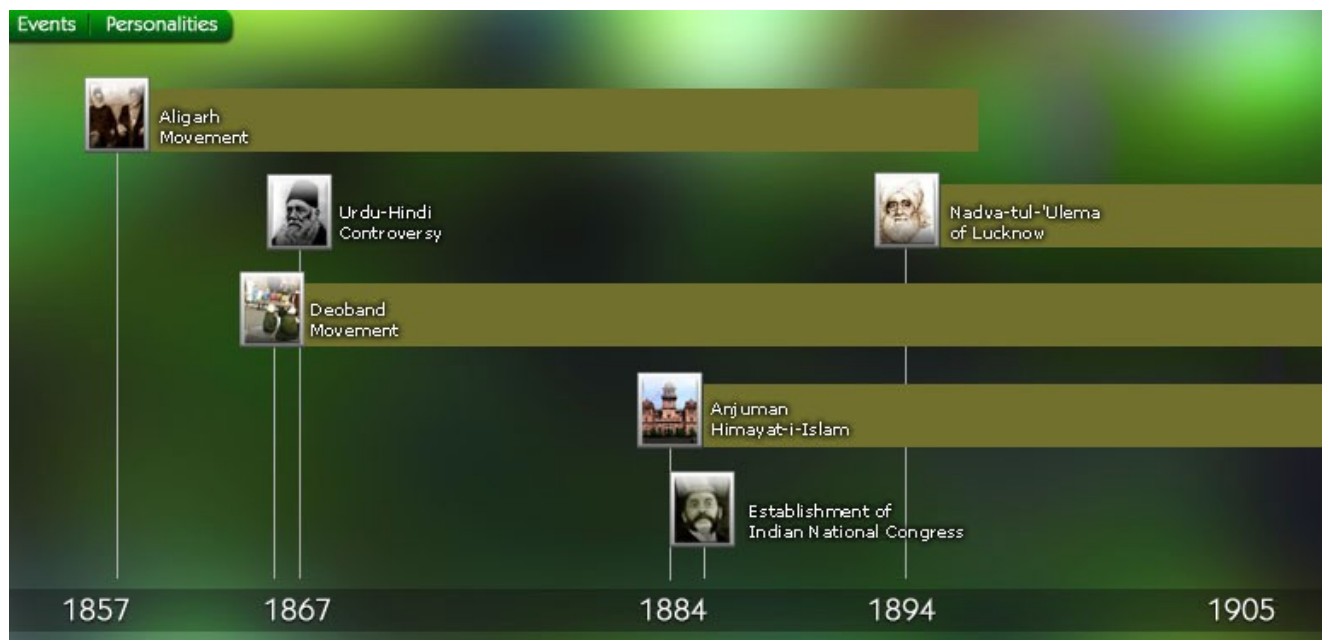 Events Personalities
Aligarh
Movement
Urdu-Hindi
Controversy
Nadva-tul-'Ulema
of Lucknow
Deoband
Movement
Anjuman
Himayat-i-Islam
Establishment of
Indian National Congress
1857 1867 1884 1894 1905